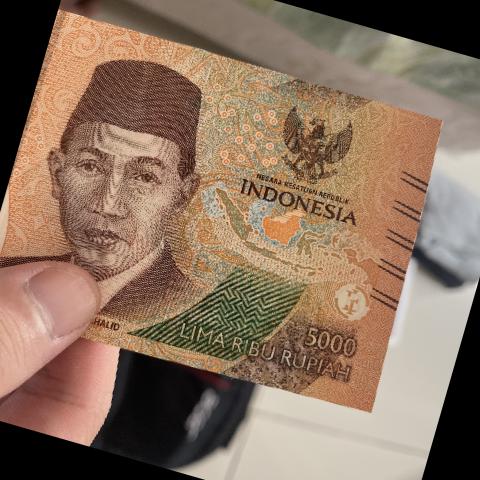 NEGARA KESATUAN REPUBLIK
INDONESIA
5000
LIMA RIBU RUPIAH
HALID